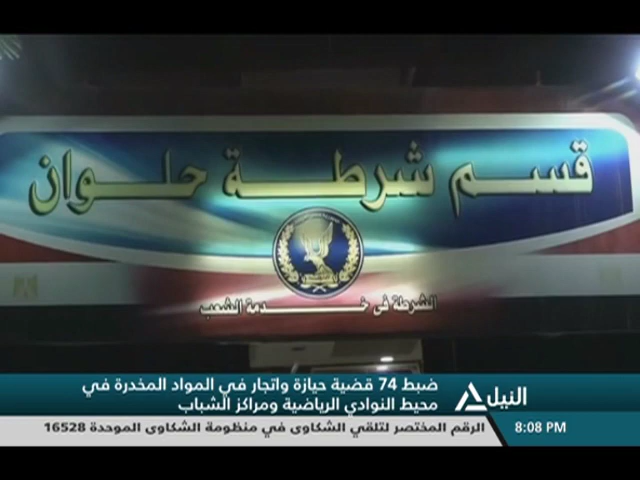 قسم شرطة حلوان
الشرطة فى خدمة الشعب
ضبط 74 قضية حيازة واتجار في المواد المخدرة في
محيط النوادي الرياضية ومراكز الشباب
النيل
الرقم المختصر لتلقي الشكاوى في منظومة الشكاوى الموحدة 16528
8:08 PM